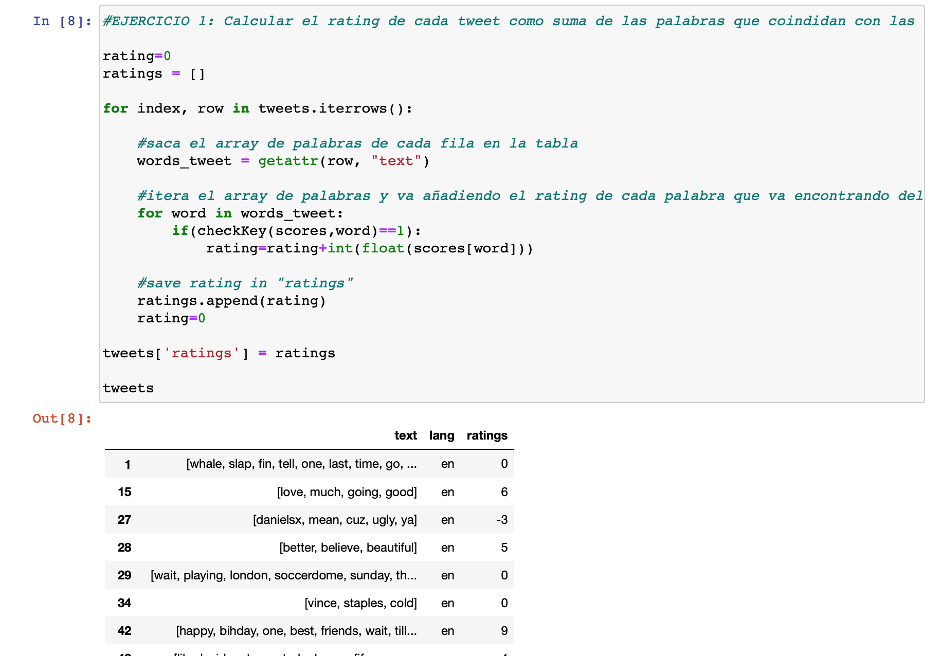 In [8]: #EJERCICIO 1: Calcular el rating de cada tweet como suma de las palabras que coindidan con las
rating=0
ratings = []
for index, row in tweets.iterrows():
#saca el array de palabras de cada fila en la tabla
words_tweet = getattr(row, "text")
#itera el array de palabras y va añadiendo el rating de cada palabra que va encontrando del
for word in words_tweet:
if(checkKey(scores,word)==1):
rating=rating+int(float(scores[word]))
#save rating in "ratings"
ratings.append(rating)
rating=0
tweets['ratings'] = ratings
tweets
Out[8]:
text lang ratings
1 [whale, slap, fin, tell, one, last, time, go, ... en 0
15 [love, much, going, good] en 6
27 [danielsx, mean, cuz, ugly, ya] en -3
28 [better, believe, beautiful] en 5
29 [wait, playing, london, soccerdome, sunday, th... en 0
34 [vince, staples, cold] en 0
42 [happy, bihday, one, best, friends, wait, till... en 9